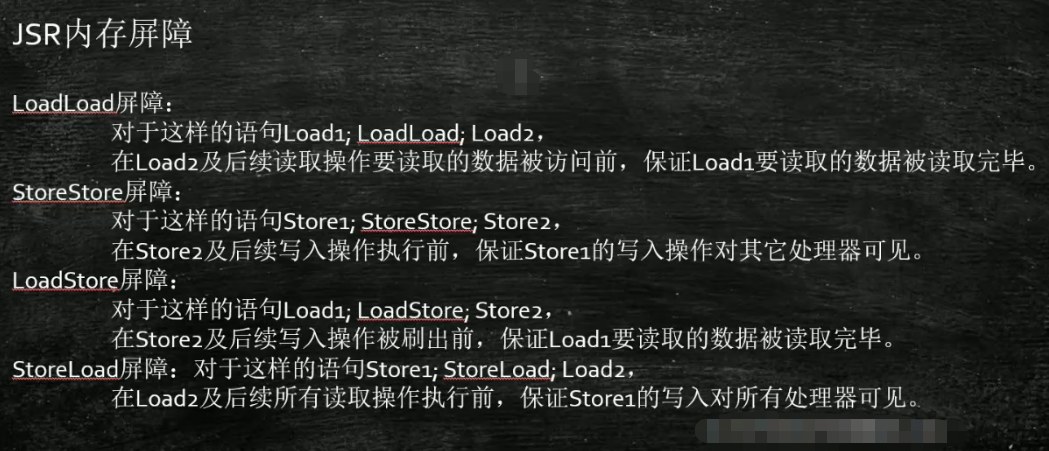 JSR内存屏障
LoadLoad屏障：
对于这样的语句Load1; LoadLoad; Load2，
在Load2及后续读取操作要读取的数据被访问前，保证Load1要读取的数据被读取完毕。
StoreStore屏障：
对于这样的语句Store1; StoreStore; Store2，
在Store2及后续写入操作执行前，保证Store1的写入操作对其它处理器可见。
LoadStore屏障：
对于这样的语句Load1; LoadStore; Store2，
在Store2及后续写入操作被刷出前，保证Load1要读取的数据被读取完毕。
StoreLoad屏障：对于这样的语句Store1; StoreLoad; Load2，
在Load2及后续所有读取操作执行前，保证Store1的写入对所有处理器可见。